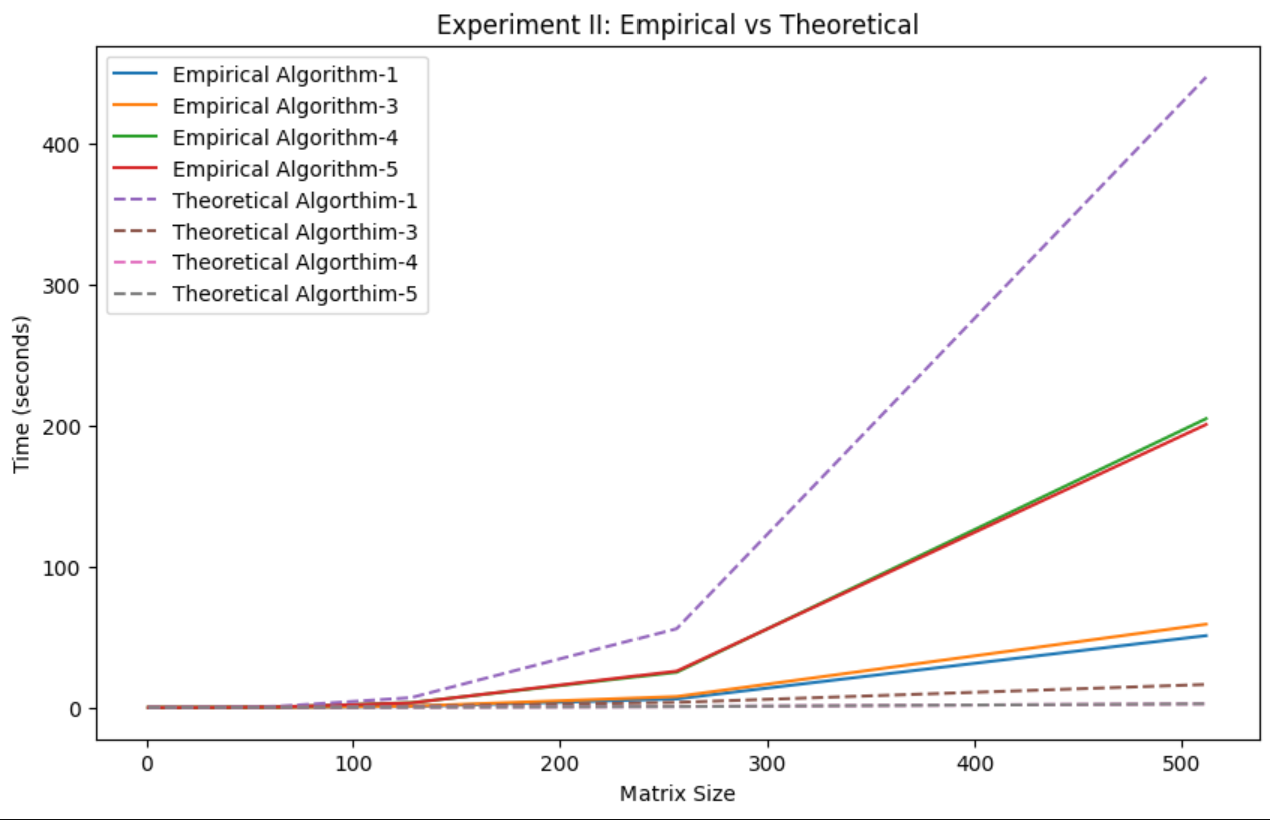 Experiment II: Empirical vs Theoretical
Empirical Algorithm-1
Empirical Algorithm-3
Empirical Algorithm-4
Empirical Algorithm-5
Theoretical Algorthim-1
Theoretical Algorthim-3
Theoretical Algorthim-4
Theoretical Algorthim-5
Time (seconds)
400
300
200
100
0
0 100 200 300 400 500
Matrix Size